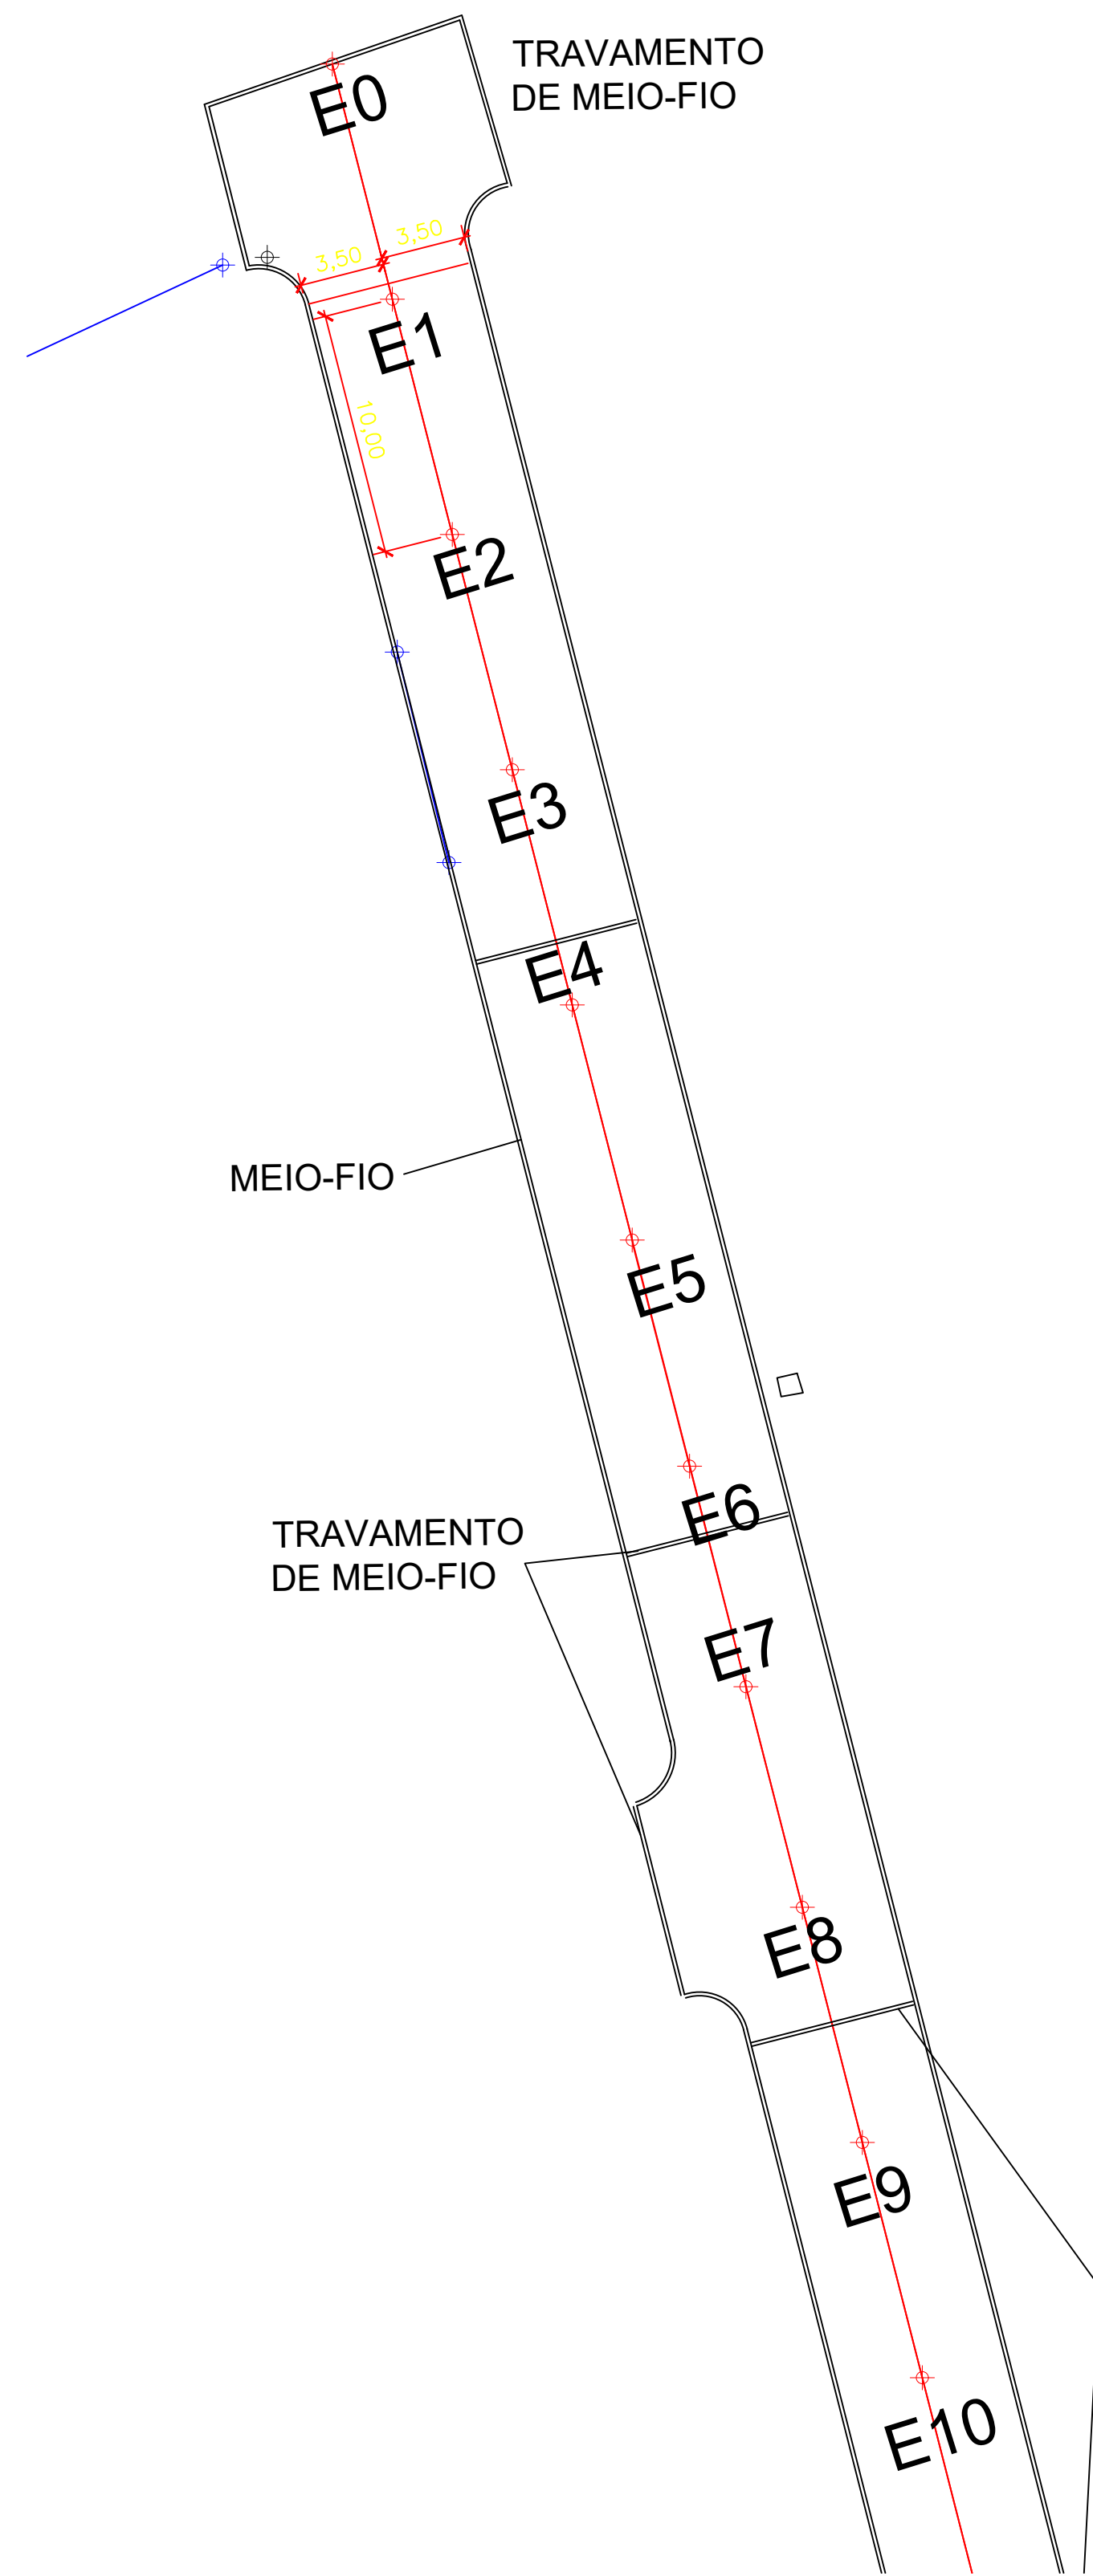 TRAVAMENTO
DE MEIO-FIO
E0
3,50
3,50
E1
10,00
E2
E3
E4
MEIO-FIO
E5
E6
TRAVAMENTO
DE MEIO-FIO
E7
E8
E9
E10